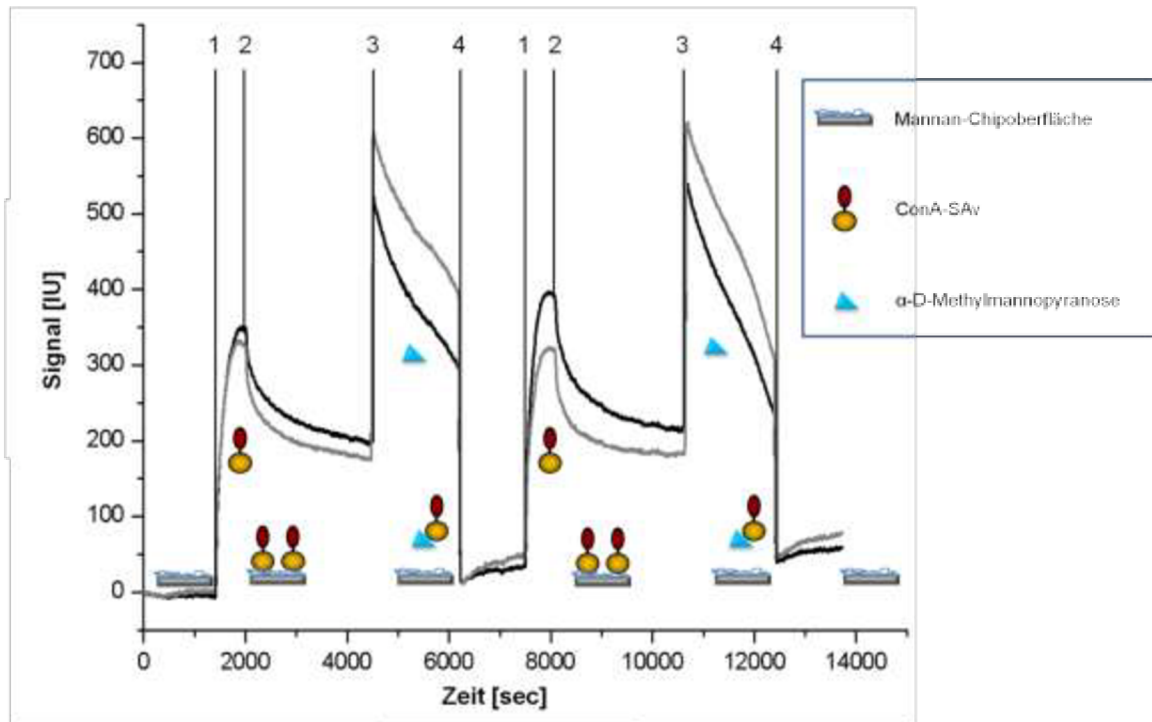 1 2 3 4 1 2 3 4
700
600
500
400
300
200
100
0
Signal [IU]
0 2000 4000 6000 8000 10000 12000 14000
Zeit [sec]
Mannan-Chipoberfläche
ConA-SAv
α-D-Methylmannopyranose